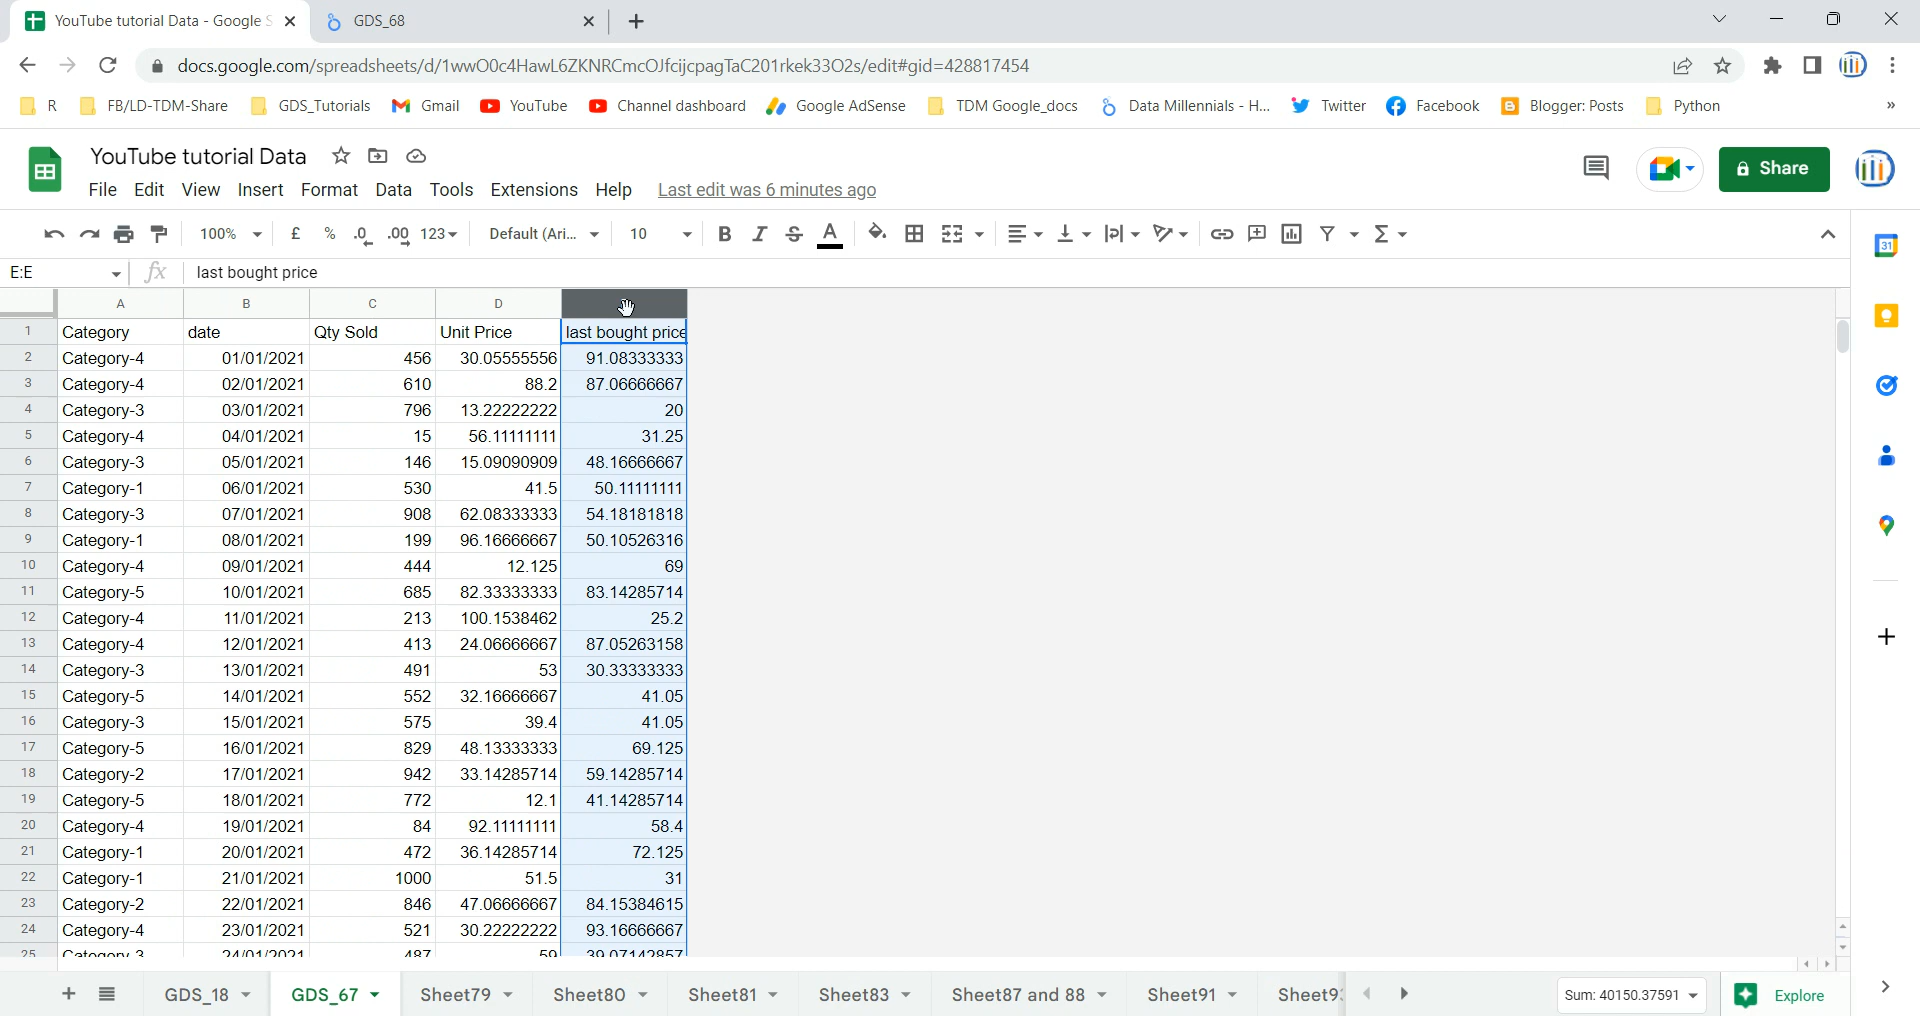 YouTube tutorial Data - Google S
GDS_68
docs.google.com/spreadsheets/d/1wwO0c4HawL6ZKNRCmcOJfcijcpagTaC201rkek33O2s/edit#gid=428817454
R FB/LD-TDM-Share GDS_Tutorials Gmail YouTube Channel dashboard Google AdSense TDM Google_docs Data Millennials - H... Twitter Facebook Blogger: Posts Python »
YouTube tutorial Data
Share
File Edit View Insert Format Data Tools Extensions Help Last edit was 6 minutes ago
100% £ % .0 .00 123 Default (Ari... 10 B I S A Σ
31
E:E fx last bought price
A B C D
1 Category date Qty Sold Unit Price last bought price
2 Category-4 01/01/2021 456 30.05555556 91.08333333
3 Category-4 02/01/2021 610 88.2 87.06666667
4 Category-3 03/01/2021 796 13.22222222 20
5 Category-4 04/01/2021 15 56.11111111 31.25
6 Category-3 05/01/2021 146 15.09090909 48.16666667
7 Category-1 06/01/2021 530 41.5 50.11111111
8 Category-3 07/01/2021 908 62.08333333 54.18181818
9 Category-1 08/01/2021 199 96.16666667 50.10526316
10 Category-4 09/01/2021 444 12.125 69
11 Category-5 10/01/2021 685 82.33333333 83.14285714
12 Category-4 11/01/2021 213 100.1538462 25.2
13 Category-4 12/01/2021 413 24.06666667 87.05263158
14 Category-3 13/01/2021 491 53 30.33333333
15 Category-5 14/01/2021 552 32.16666667 41.05
16 Category-3 15/01/2021 575 39.4 41.05
17 Category-5 16/01/2021 829 48.13333333 69.125
18 Category-2 17/01/2021 942 33.14285714 59.14285714
19 Category-5 18/01/2021 772 12.1 41.14285714
20 Category-4 19/01/2021 84 92.11111111 58.4
21 Category-1 20/01/2021 472 36.14285714 72.125
22 Category-1 21/01/2021 1000 51.5 31
23 Category-2 22/01/2021 846 47.06666667 84.15384615
24 Category-4 23/01/2021 521 30.22222222 93.16666667
25 Category-3 24/01/2021 487 59 39.07142857
GDS_18 GDS_67 Sheet79 Sheet80 Sheet81 Sheet83 Sheet87 and 88 Sheet91 Sheet9 Sum: 40150.37591 Explore